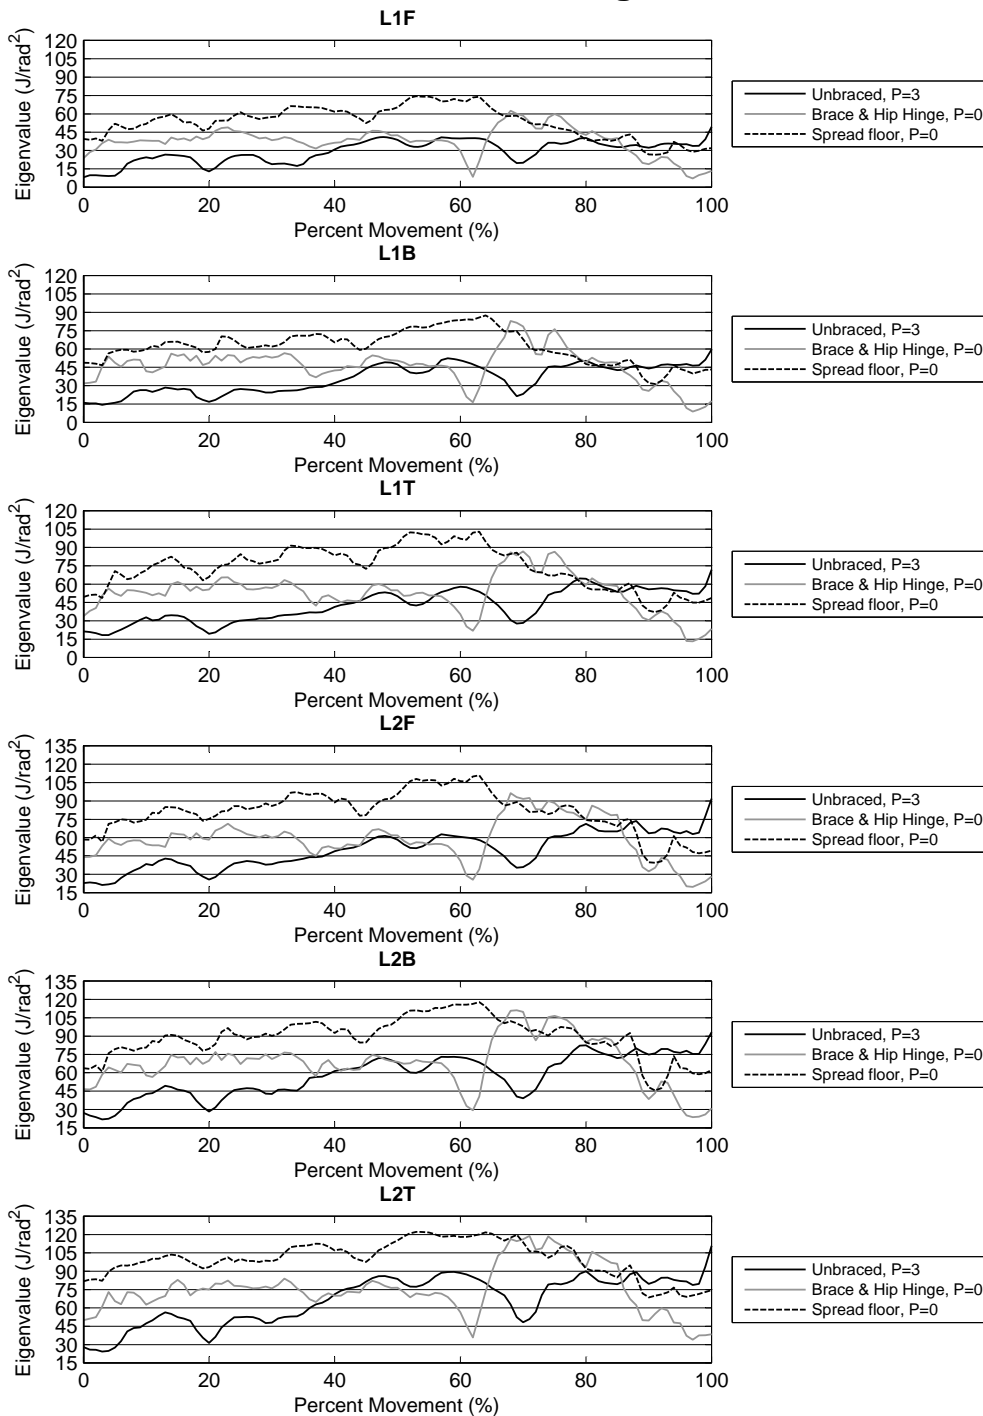 L1F
Eigenvalue (J/rad²)
120
105
90
75
60
45
30
15
0
0 20 40 60 80 100
Percent Movement (%)
Unbraced, P=3
Brace & Hip Hinge, P=0
Spread floor, P=0
L1B
Eigenvalue (J/rad²)
120
105
90
75
60
45
30
15
0
0 20 40 60 80 100
Percent Movement (%)
Unbraced, P=3
Brace & Hip Hinge, P=0
Spread floor, P=0
L1T
Eigenvalue (J/rad²)
120
105
90
75
60
45
30
15
0
0 20 40 60 80 100
Percent Movement (%)
Unbraced, P=3
Brace & Hip Hinge, P=0
Spread floor, P=0
L2F
Eigenvalue (J/rad²)
135
120
105
90
75
60
45
30
15
0 20 40 60 80 100
Percent Movement (%)
Unbraced, P=3
Brace & Hip Hinge, P=0
Spread floor, P=0
L2B
Eigenvalue (J/rad²)
135
120
105
90
75
60
45
30
15
0 20 40 60 80 100
Percent Movement (%)
Unbraced, P=3
Brace & Hip Hinge, P=0
Spread floor, P=0
L2T
Eigenvalue (J/rad²)
135
120
105
90
75
60
45
30
15
0 20 40 60 80 100
Percent Movement (%)
Unbraced, P=3
Brace & Hip Hinge, P=0
Spread floor, P=0